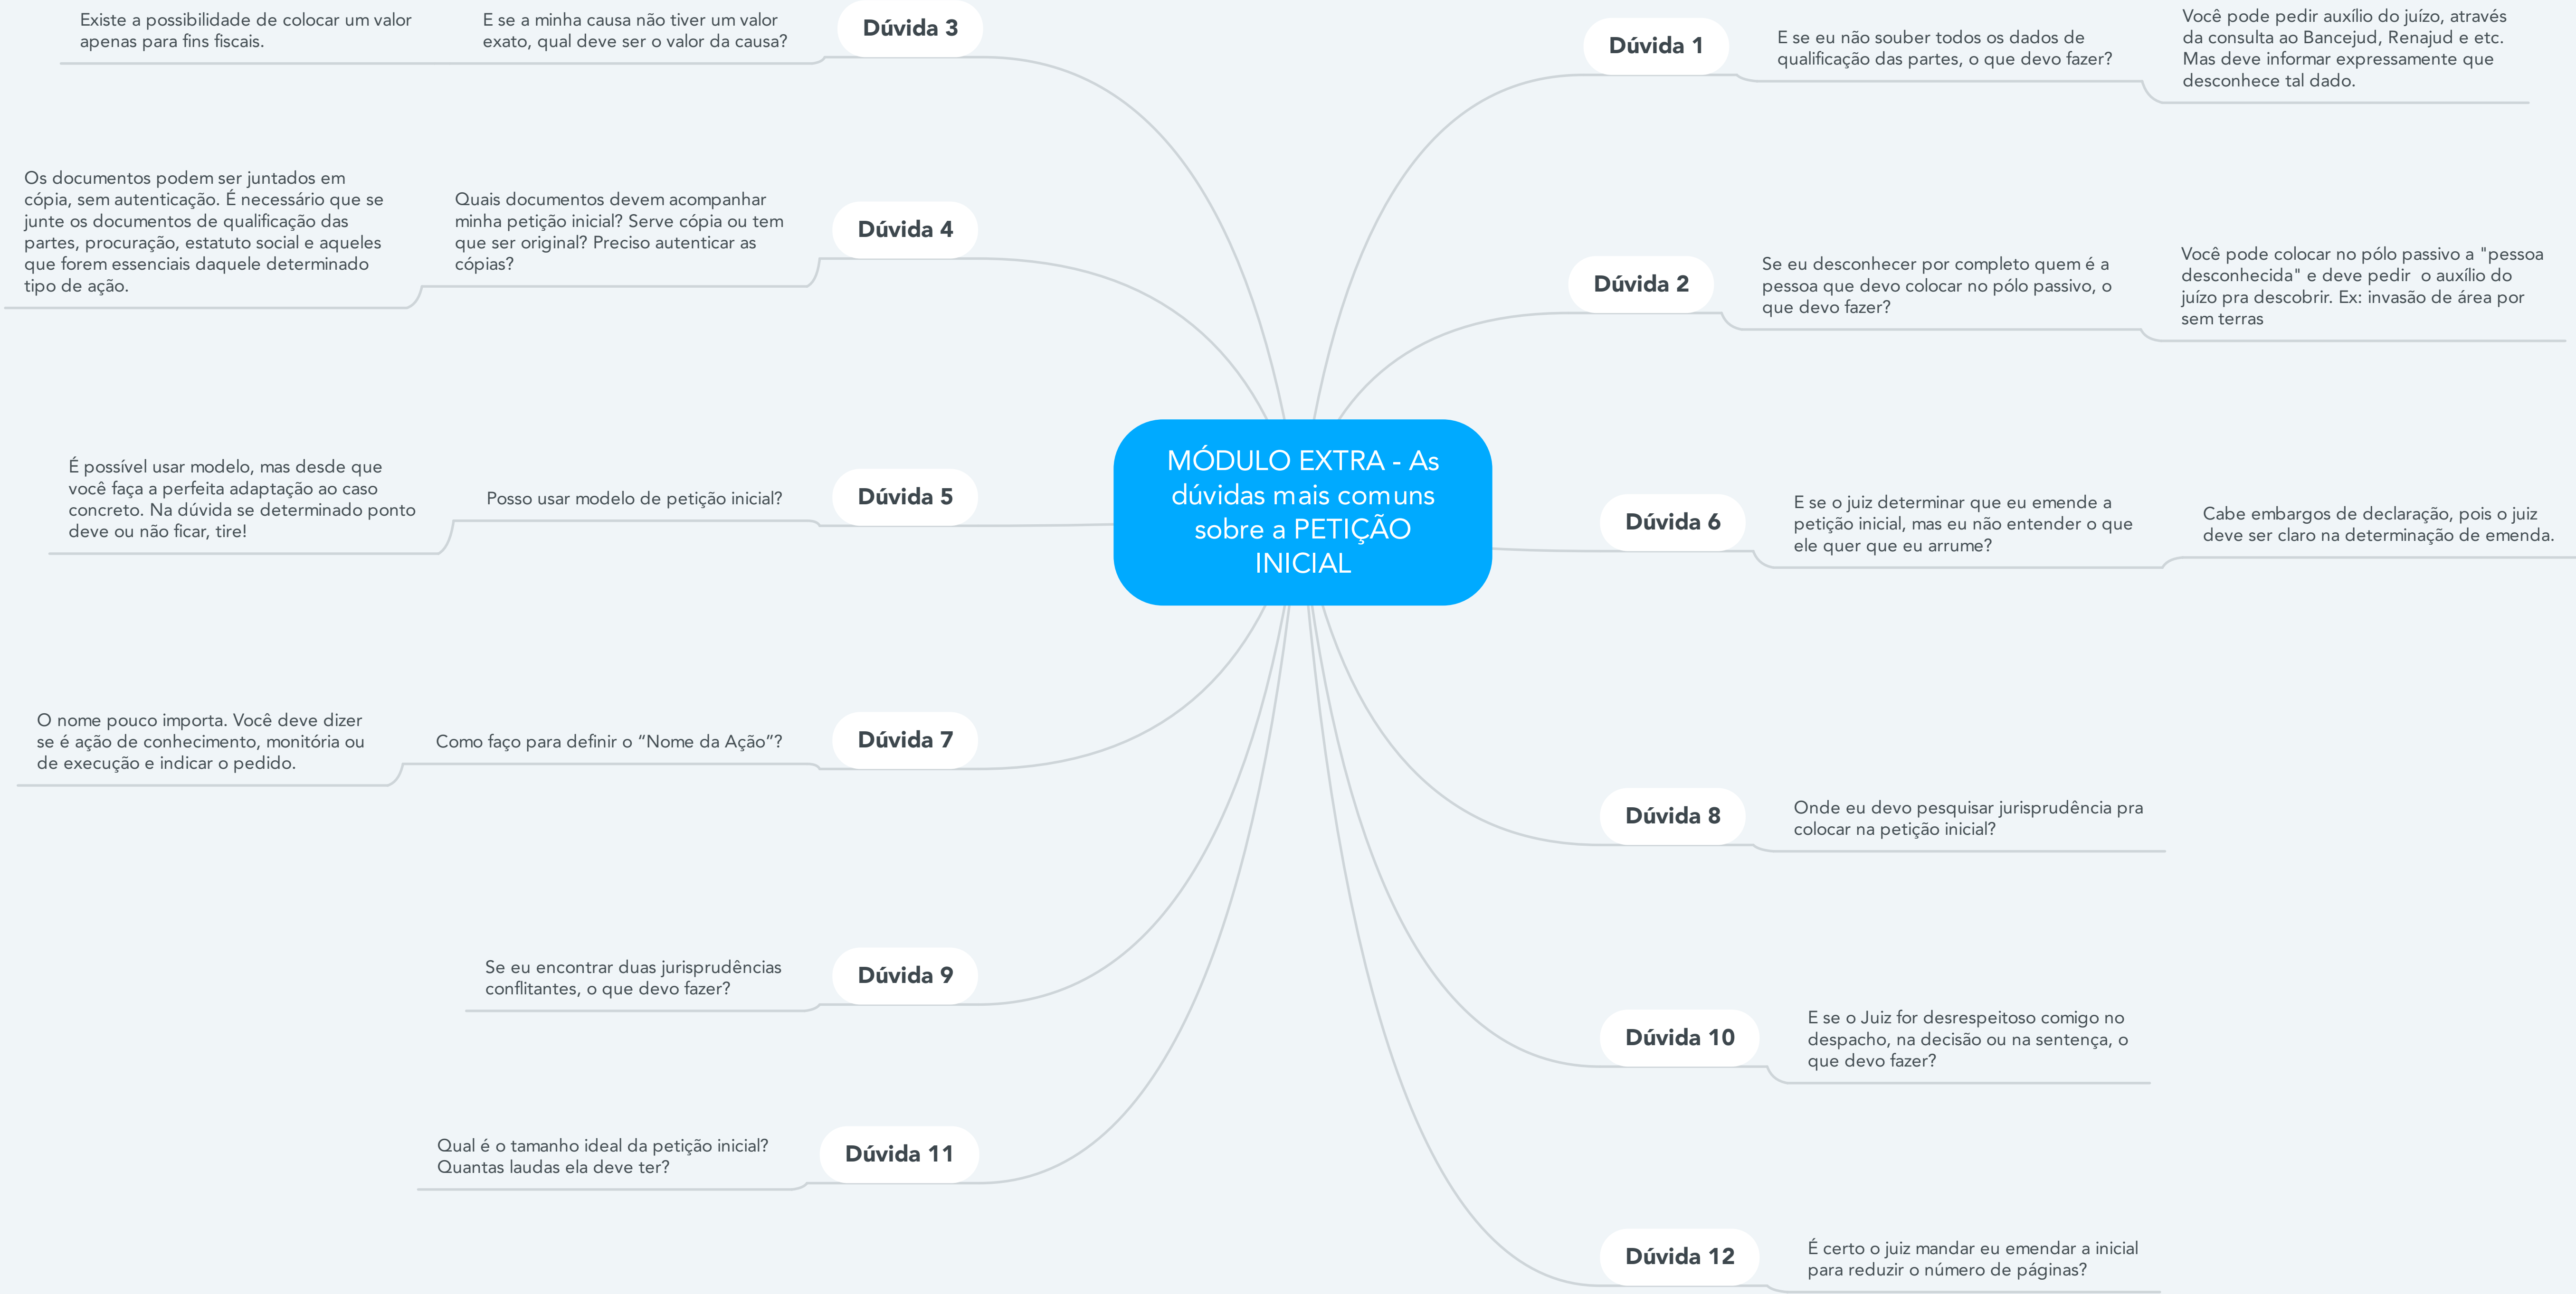 MÓDULO EXTRA - As
dúvidas mais comuns
sobre a PETIÇÃO
INICIAL
Dúvida 1
E se eu não souber todos os dados de
qualificação das partes, o que devo fazer?
Você pode pedir auxílio do juízo, através
da consulta ao Bancejud, Renajud e etc.
Mas deve informar expressamente que
desconhece tal dado.
Dúvida 2
Se eu desconhecer por completo quem é a
pessoa que devo colocar no pólo passivo, o
que devo fazer?
Você pode colocar no pólo passivo a "pessoa
desconhecida" e deve pedir  o auxílio do
juízo pra descobrir. Ex: invasão de área por
sem terras
Dúvida 3
E se a minha causa não tiver um valor
exato, qual deve ser o valor da causa?
Existe a possibilidade de colocar um valor
apenas para fins fiscais.
Dúvida 4
Quais documentos devem acompanhar
minha petição inicial? Serve cópia ou tem
que ser original? Preciso autenticar as
cópias?
Os documentos podem ser juntados em
cópia, sem autenticação. É necessário que se
junte os documentos de qualificação das
partes, procuração, estatuto social e aqueles
que forem essenciais daquele determinado
tipo de ação.
Dúvida 5
Posso usar modelo de petição inicial?
É possível usar modelo, mas desde que
você faça a perfeita adaptação ao caso
concreto. Na dúvida se determinado ponto
deve ou não ficar, tire!
Dúvida 6
E se o juiz determinar que eu emende a
petição inicial, mas eu não entender o que
ele quer que eu arrume?
Cabe embargos de declaração, pois o juiz
deve ser claro na determinação de emenda.
Dúvida 7
Como faço para definir o “Nome da Ação”?
O nome pouco importa. Você deve dizer
se é ação de conhecimento, monitória ou
de execução e indicar o pedido.
Dúvida 8
Onde eu devo pesquisar jurisprudência pra
colocar na petição inicial?
Dúvida 9
Se eu encontrar duas jurisprudências
conflitantes, o que devo fazer?
Dúvida 10
E se o Juiz for desrespeitoso comigo no
despacho, na decisão ou na sentença, o
que devo fazer?
Dúvida 11
Qual é o tamanho ideal da petição inicial?
Quantas laudas ela deve ter?
Dúvida 12
É certo o juiz mandar eu emendar a inicial
para reduzir o número de páginas?